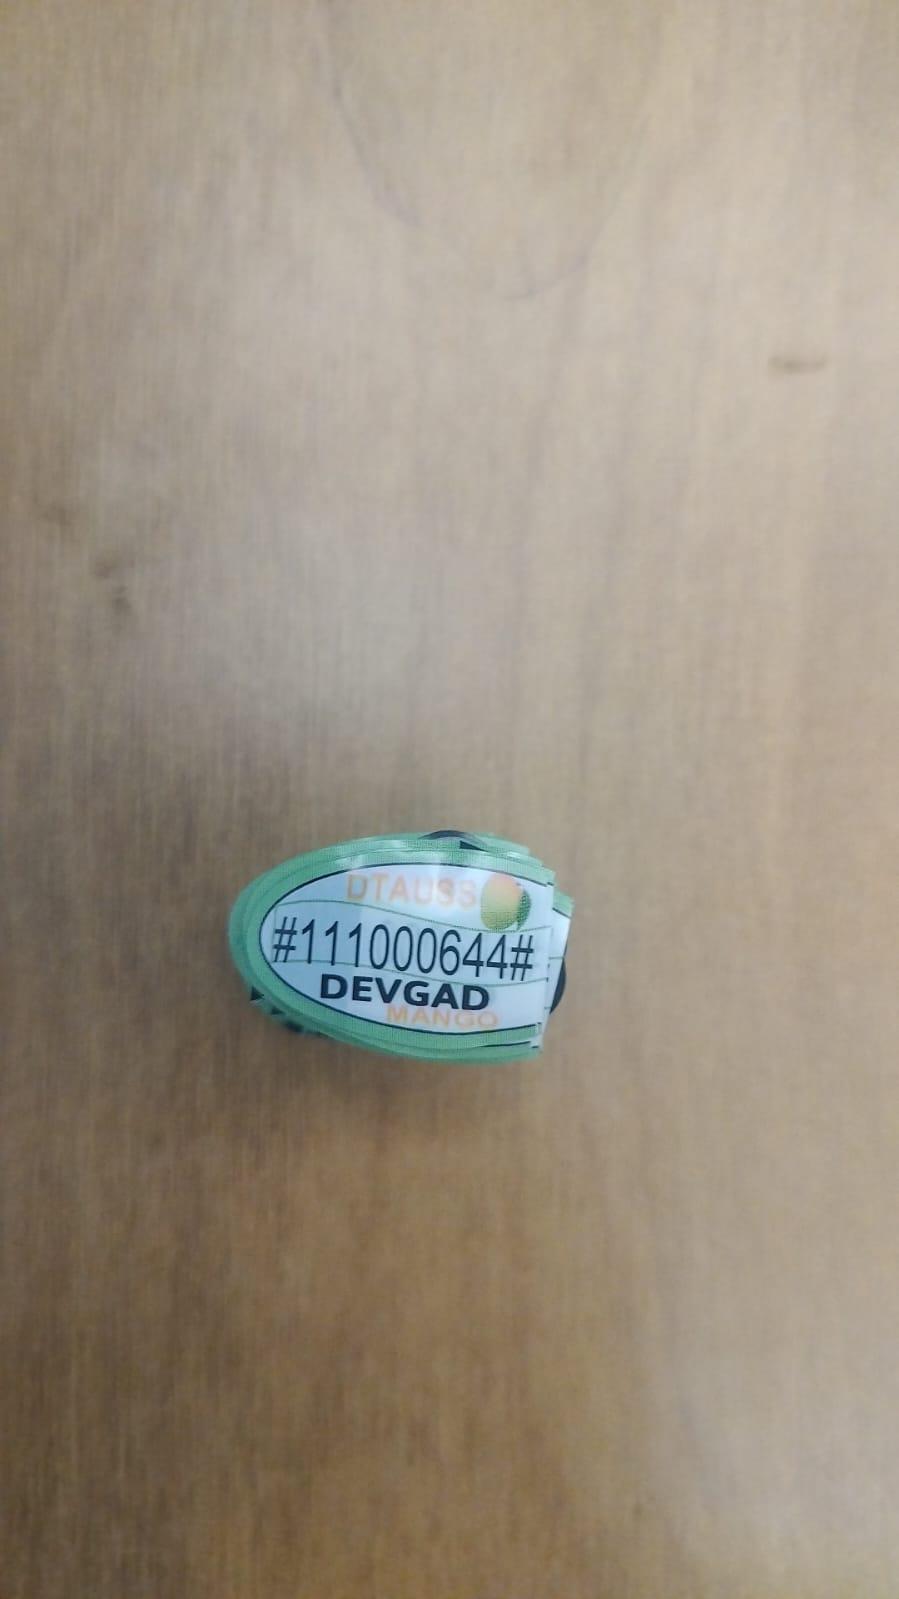 DTAUSS
#111000644#
DEVGAD
MANGO